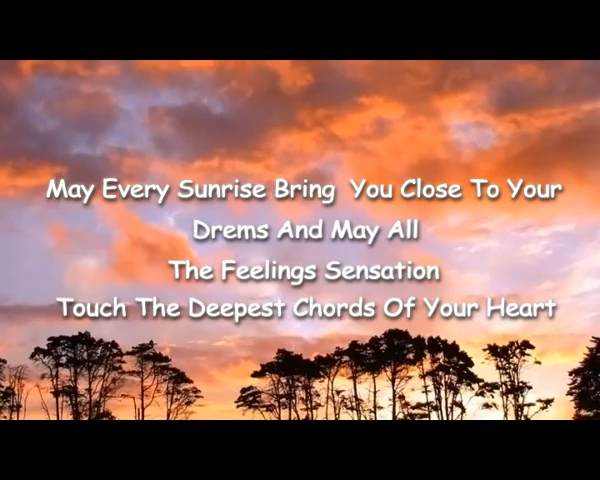 May Every Sunrise Bring  You Close To Your
Drems And May All
The Feelings Sensation
Touch The Deepest Chords Of Your Heart